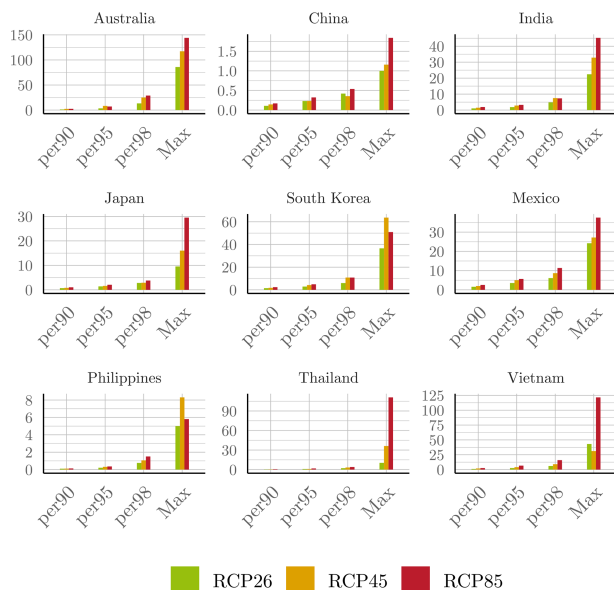 Australia
China
India
150
100
50
0
1.5
1.0
0.5
0.0
40
30
20
10
0
per90
per95
per98
Max
per90
per95
per98
Max
per90
per95
per98
Max
Japan
South Korea
Mexico
30
20
10
0
60
40
20
0
30
20
10
0
per90
per95
per98
Max
per90
per95
per98
Max
per90
per95
per98
Max
Philippines
Thailand
Vietnam
8
6
4
2
0
90
60
30
0
125
100
75
50
25
0
per90
per95
per98
Max
per90
per95
per98
Max
per90
per95
per98
Max
RCP26
RCP45
RCP85